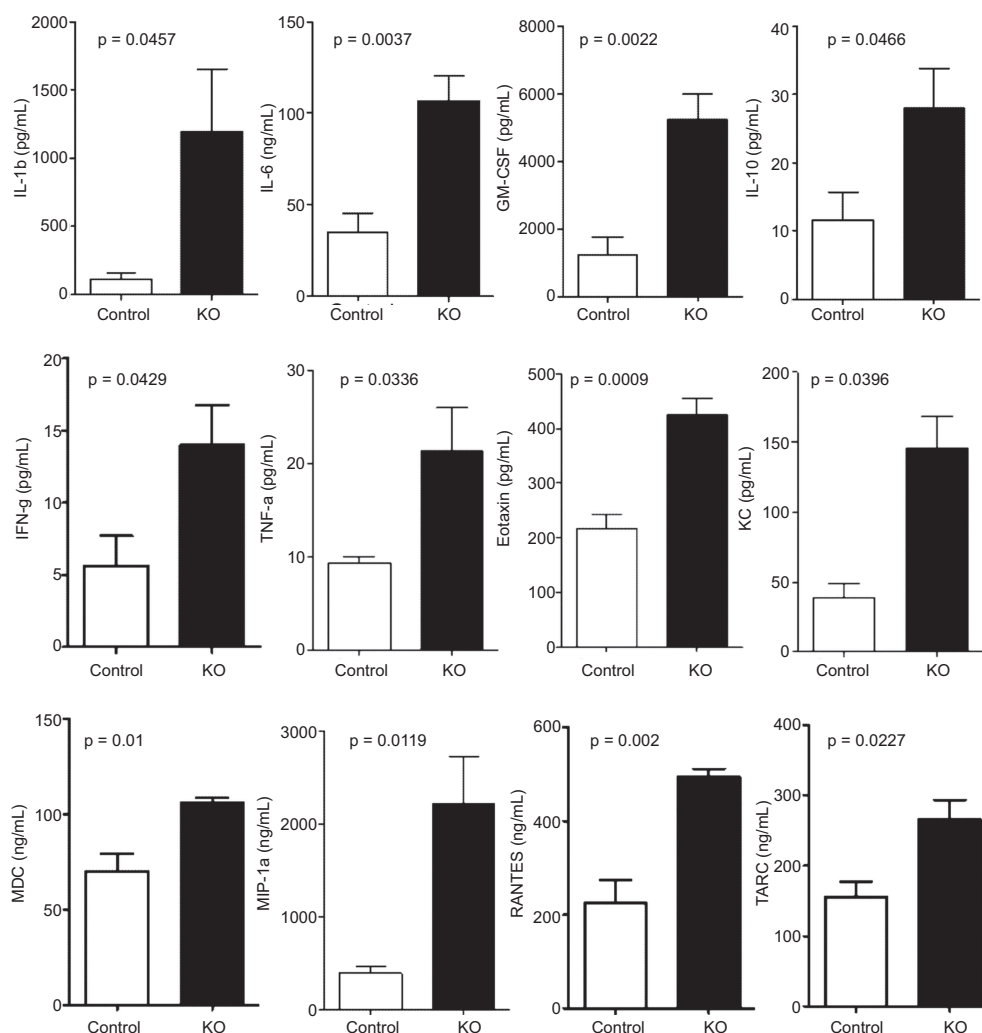 2000
1500
1000
500
0
IL-1b (pg/mL)
p = 0.0457
Control KO
150
100
50
0
IL-6 (ng/mL)
p = 0.0037
KO
8000
6000
4000
2000
0
GM-CSF (pg/mL)
p = 0.0022
Control KO
40
30
20
10
0
IL-10 (pg/mL)
p = 0.0466
Control KO
20
15
10
5
0
IFN-g (pg/mL)
p = 0.0429
Control KO
30
20
10
0
TNF-a (pg/mL)
p = 0.0336
Control KO
500
400
300
200
100
0
Eotaxin (pg/mL)
p = 0.0009
Control KO
200
150
100
50
0
KC (pg/mL)
p = 0.0396
Control KO
150
100
50
0
MDC (ng/mL)
p = 0.01
Control KO
3000
2000
1000
0
MIP-1a (ng/mL)
p = 0.0119
Control KO
600
400
200
0
RANTES (ng/mL)
p = 0.002
Control KO
400
300
200
100
0
TARC (ng/mL)
p = 0.0227
Control KO